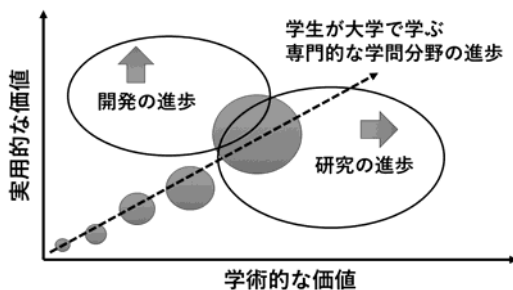 学生が大学で学ぶ
専門的な学問分野の進歩
開発の進歩
研究の進歩
実用的な価値
学術的な価値